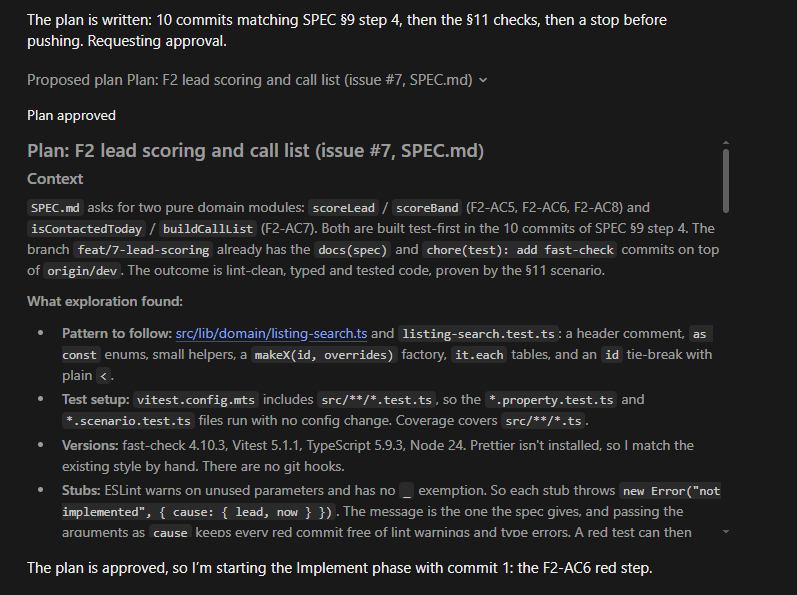 The plan is written: 10 commits matching SPEC §9 step 4, then the §11 checks, then a stop before
pushing. Requesting approval.
Proposed plan Plan: F2 lead scoring and call list (issue #7, SPEC.md)
Plan approved
Plan: F2 lead scoring and call list (issue #7, SPEC.md)
Context
SPEC.md asks for two pure domain modules: scoreLead / scoreBand (F2-AC5, F2-AC6, F2-AC8) and
isContactedToday / buildCallList (F2-AC7). Both are built test-first in the 10 commits of SPEC §9 step 4. The
branch feat/7-lead-scoring already has the docs(spec) and chore(test): add fast-check commits on top
of origin/dev. The outcome is lint-clean, typed and tested code, proven by the §11 scenario.
What exploration found:
• Pattern to follow: src/lib/domain/listing-search.ts and listing-search.test.ts: a header comment, as
const enums, small helpers, a makeX(id, overrides) factory, it.each tables, and an id tie-break with
plain <.
• Test setup: vitest.config.mts includes src/**/*.test.ts, so the *.property.test.ts and
*.scenario.test.ts files run with no config change. Coverage covers src/**/*.ts.
• Versions: fast-check 4.10.3, Vitest 5.1.1, TypeScript 5.9.3, Node 24. Prettier isn't installed, so I match the
existing style by hand. There are no git hooks.
• Stubs: ESLint warns on unused parameters and has no _ exemption. So each stub throws new Error("not
implemented", { cause: { lead, now } }). The message is the one the spec gives, and passing the
arguments as cause keeps every red commit free of lint warnings and type errors. A red test can then
The plan is approved, so I'm starting the Implement phase with commit 1: the F2-AC6 red step.